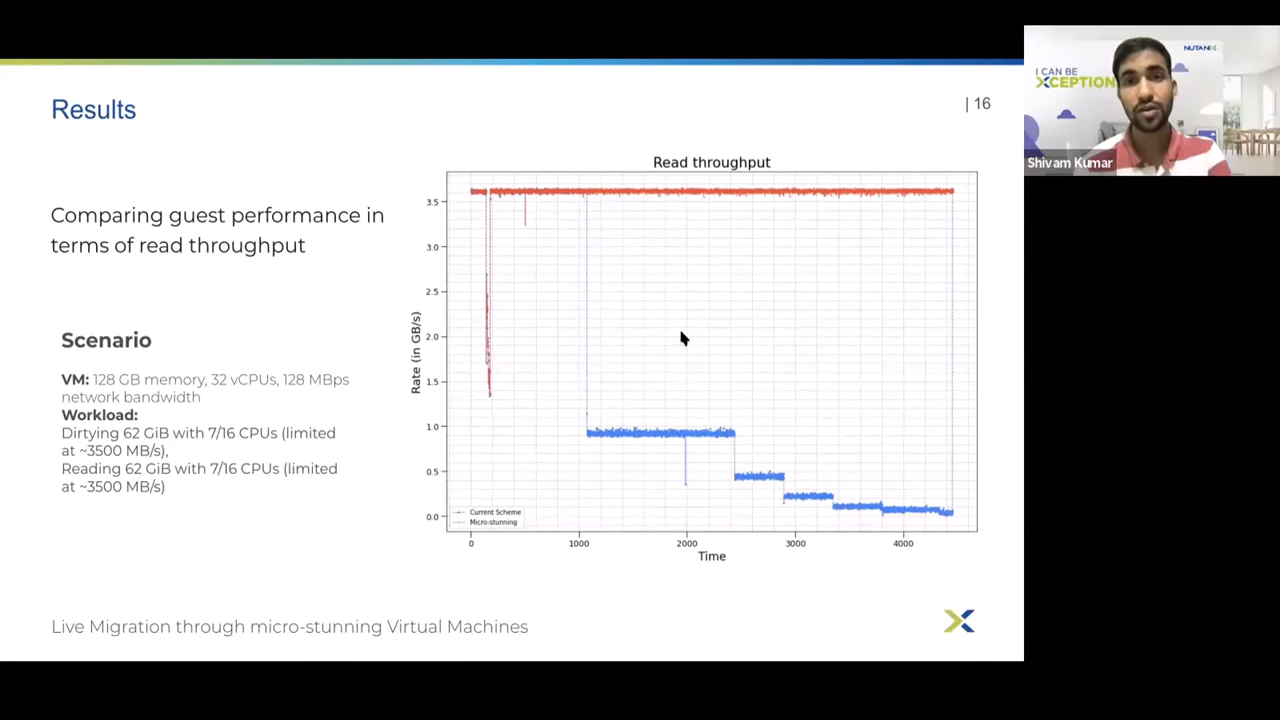 Results
| 16
Comparing guest performance in
terms of read throughput
Scenario
VM: 128 GB memory, 32 vCPUs, 128 MBps
network bandwidth
Workload:
Dirtying 62 GiB with 7/16 CPUs (limited
at ~3500 MB/s),
Reading 62 GiB with 7/16 CPUs (limited
at ~3500 MB/s)
Read throughput
Rate (in GB/s)
3.5
3.0
2.5
2.0
1.5
1.0
0.5
0.0
Current Scheme
Micro-stunning
0 1000 2000 3000 4000
Time
Live Migration through micro-stunning Virtual Machines
NUTANIX
I CAN BE
XCEPTION
Shivam Kumar